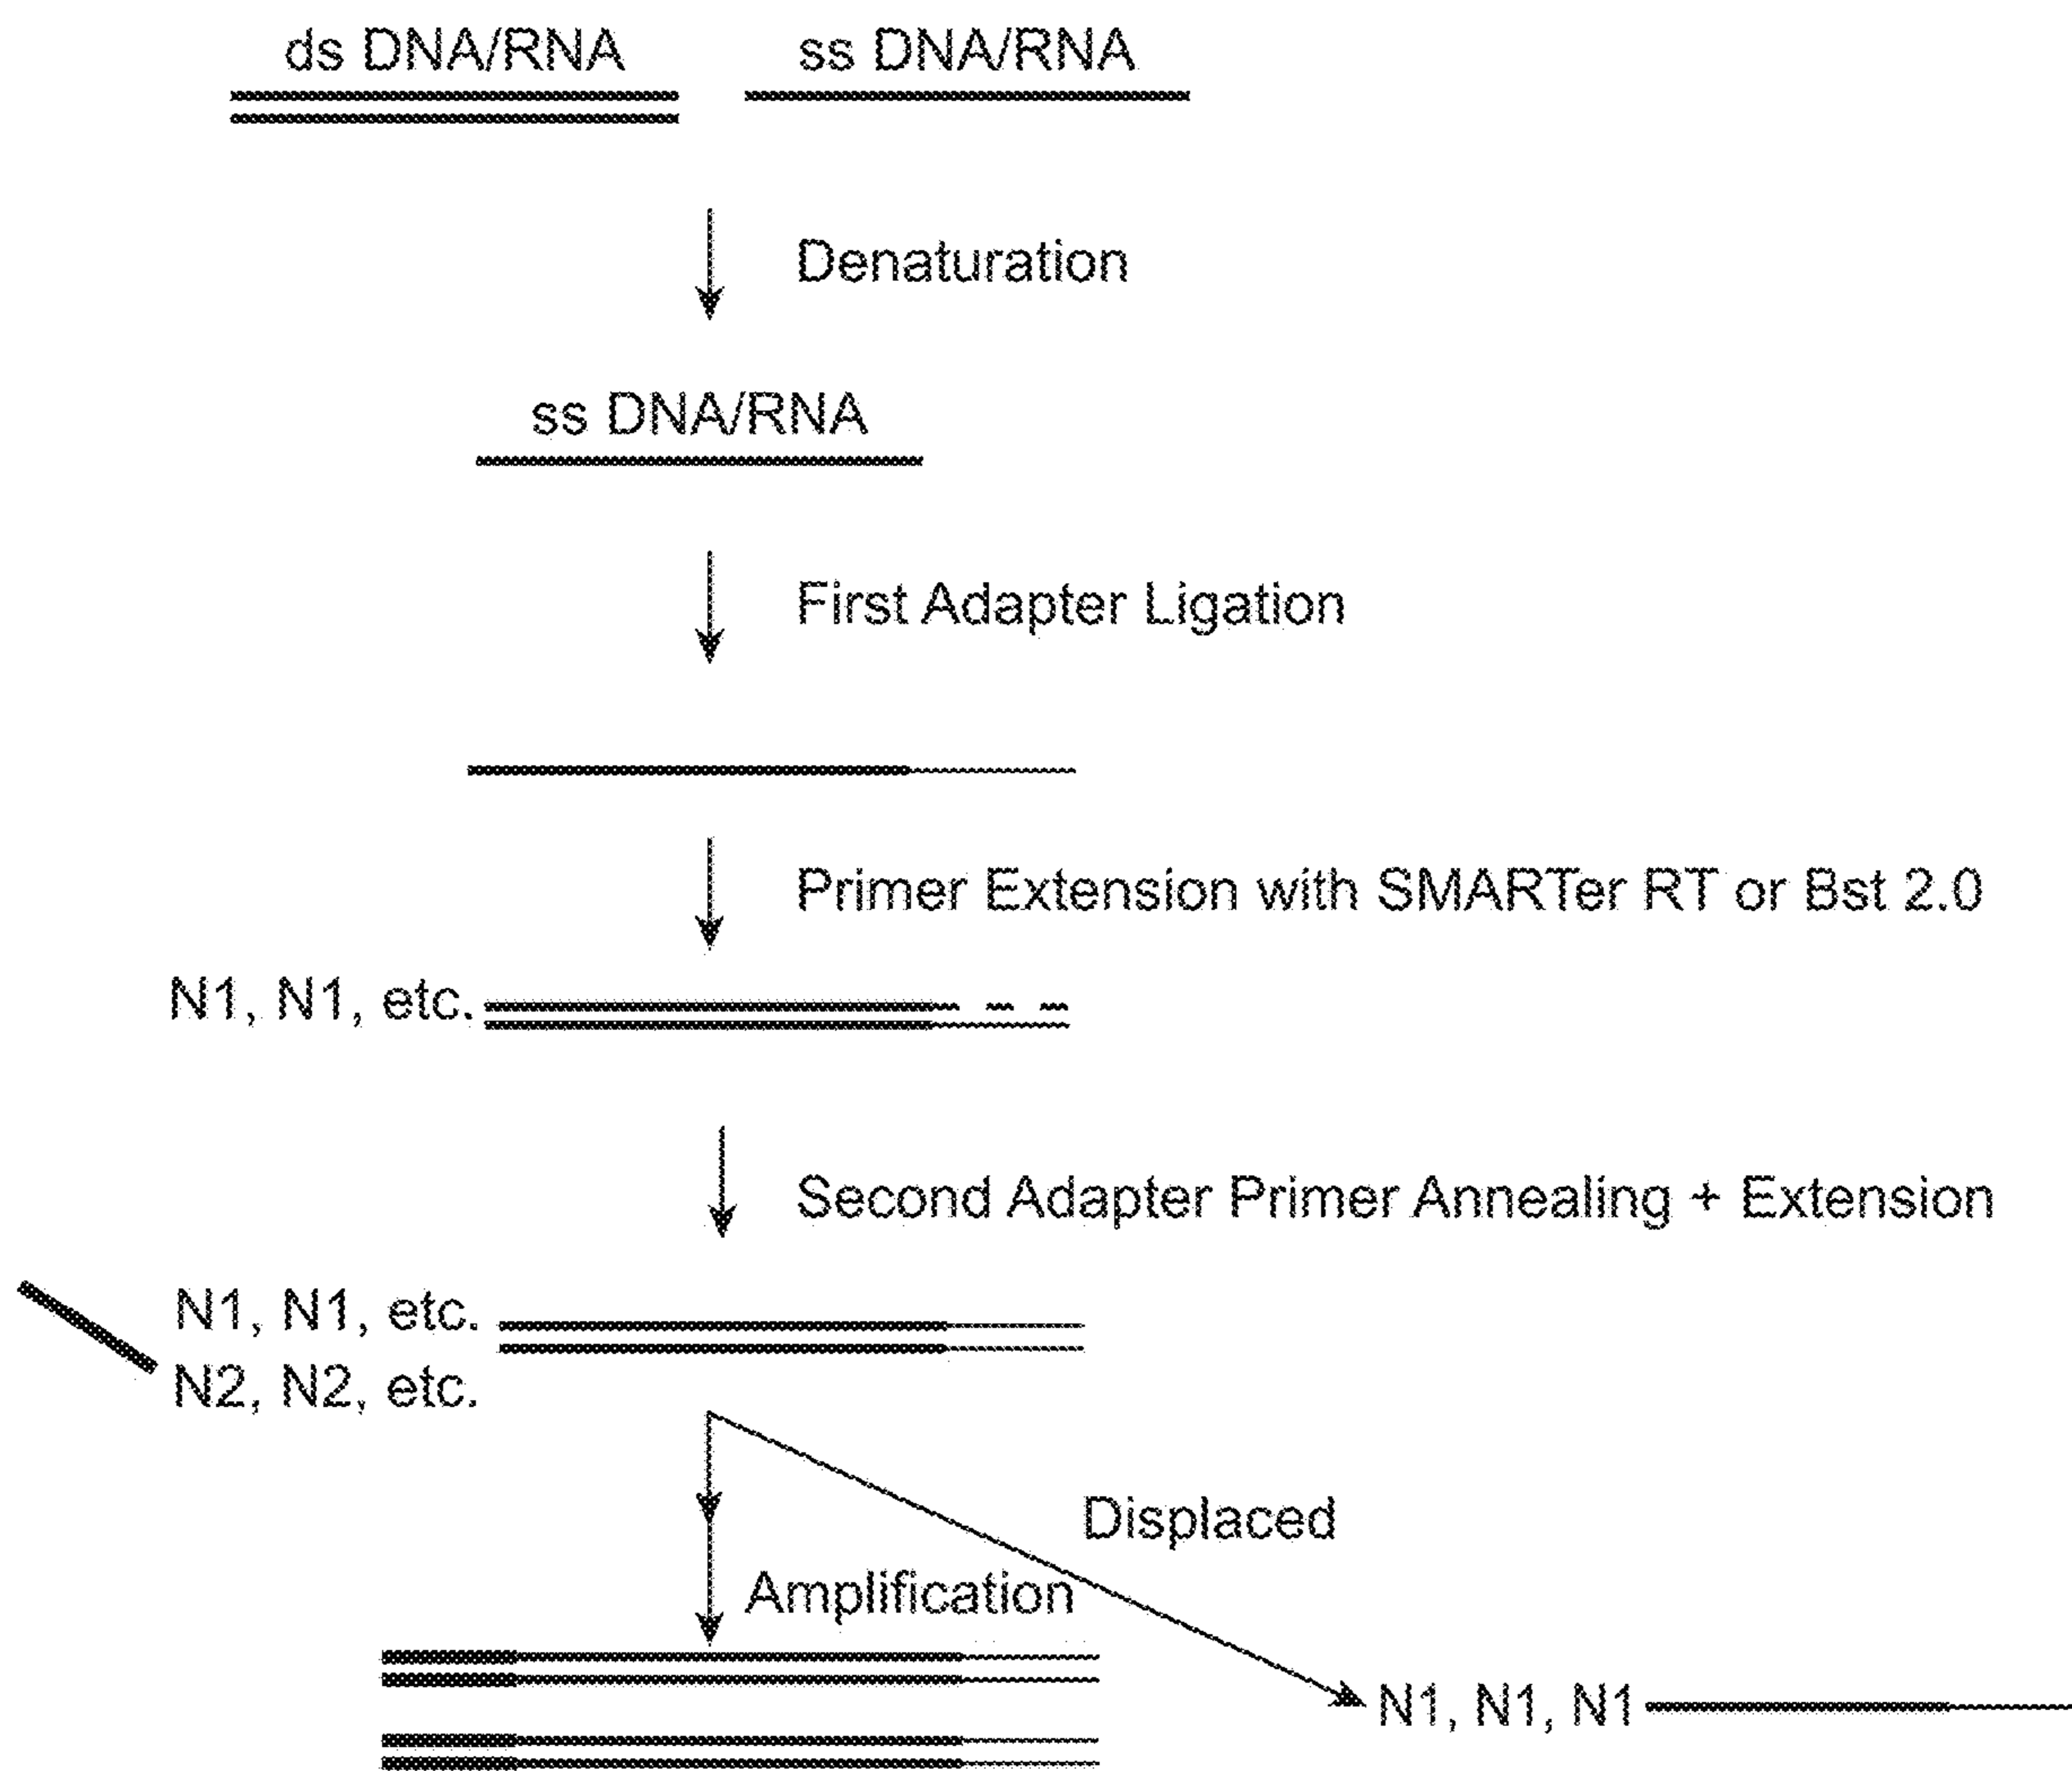 ds DNA/RNA
ss DNA/RNA
Denaturation
ss DNA/RNA
First Adapter Ligation
Primer Extension with SMARTer RT or Bst 2.0
N1, N1, etc.
Second Adapter Primer Annealing + Extension
N1, N1, etc.
N2, N2, etc.
Displaced
Amplification
N1, N1, N1